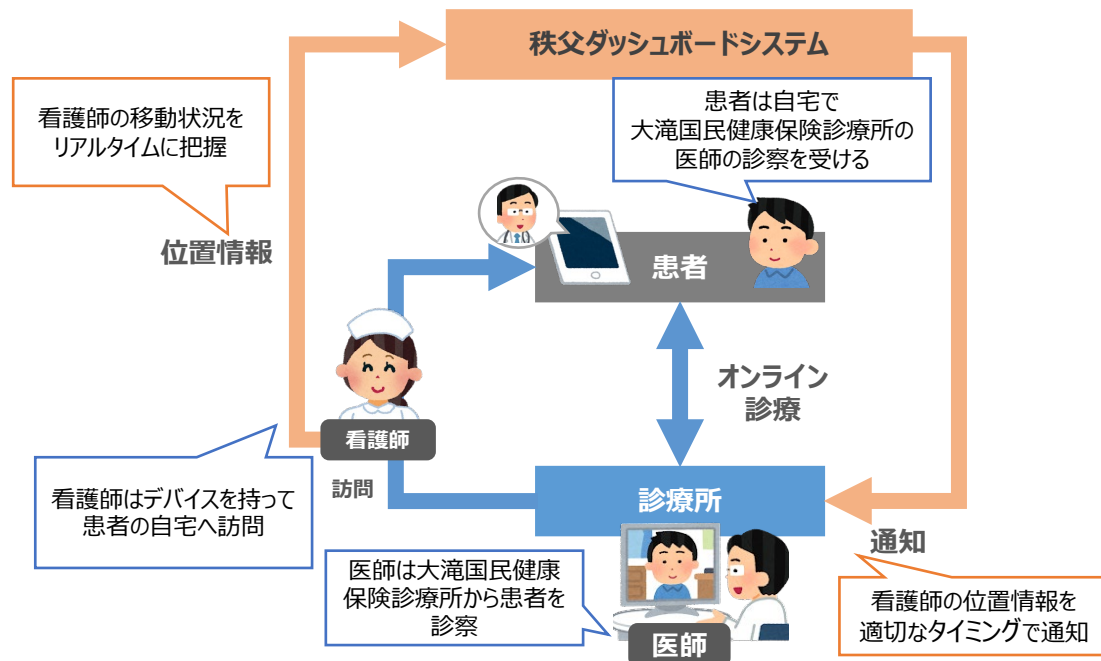 秩父ダッシュボードシステム
看護師の移動状況を
リアルタイムに把握
患者は自宅で
大滝国民健康保険診療所の
医師の診察を受ける
位置情報
患者
オンライン
診療
看護師
訪問
看護師はデバイスを持って
患者の自宅へ訪問
診療所
通知
医師は大滝国民健康
保険診療所から患者を
診察
医師
看護師の位置情報を
適切なタイミングで通知